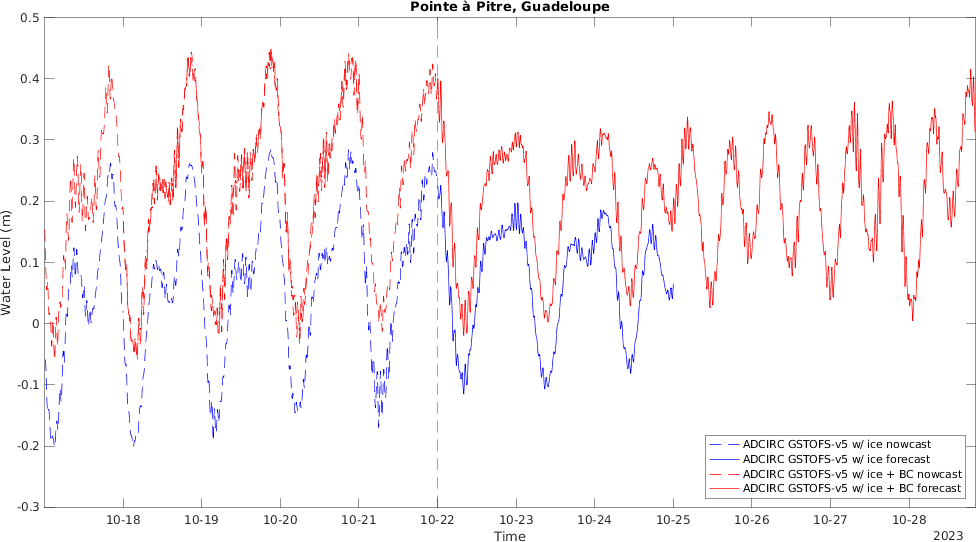 Pointe à Pitre, Guadeloupe
Water Level (m)
0.5
0.4
0.3
0.2
0.1
0
-0.1
-0.2
-0.3
10-18 10-19 10-20 10-21 10-22 10-23 10-24 10-25 10-26 10-27 10-28
Time
2023
ADCIRC GSTOFS-v5 w/ ice nowcast
ADCIRC GSTOFS-v5 w/ ice forecast
ADCIRC GSTOFS-v5 w/ ice + BC nowcast
ADCIRC GSTOFS-v5 w/ ice + BC forecast